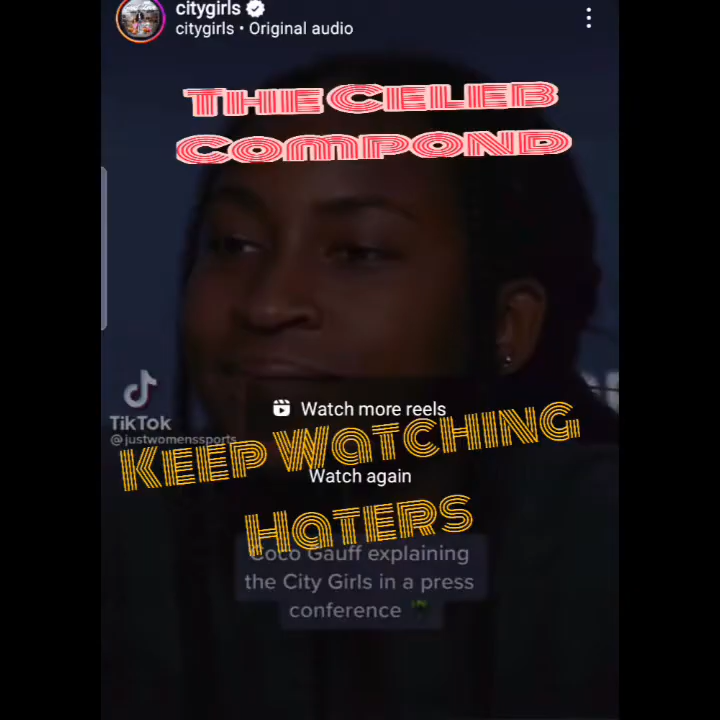 citygirls
citygirls • Original audio
THE CELEB
COMPOND
Watch more reels
TikTok
@justwomenssports
KEEP WATCHING
Watch again
HATERS
Coco Gauff explaining
the City Girls in a press
conference